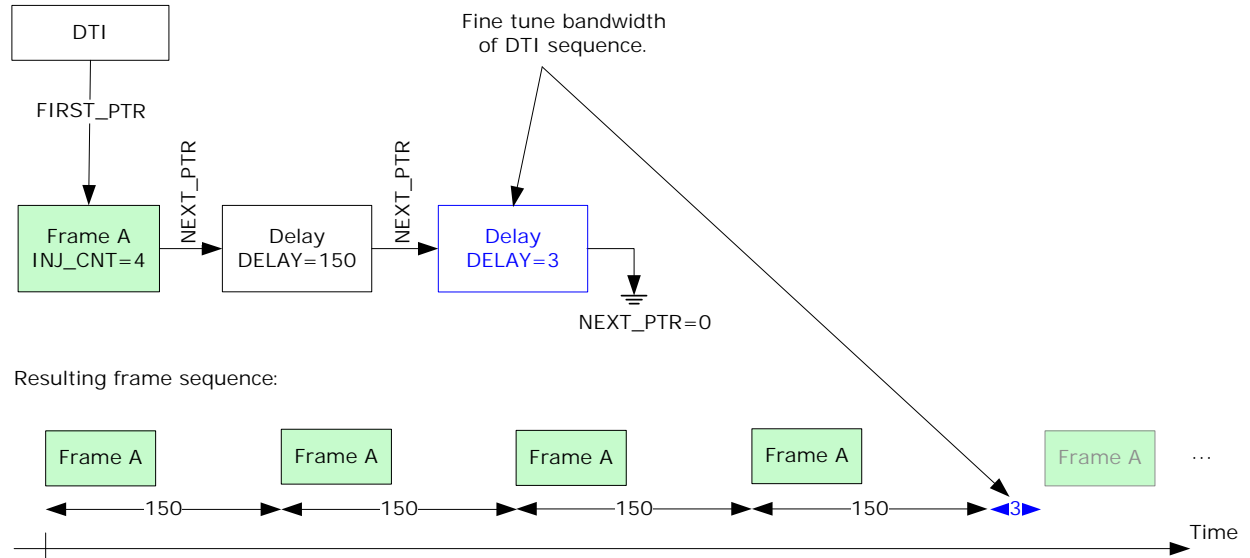 DTI
Fine tune bandwidth
of DTI sequence.
FIRST_PTR
NEXT_PTR
NEXT_PTR
Frame A
INJ_CNT=4
Delay
DELAY=150
Delay
DELAY=3
NEXT_PTR=0
Resulting frame sequence:
Frame A
Frame A
Frame A
Frame A
Frame A
...
150
150
150
150
3
Time